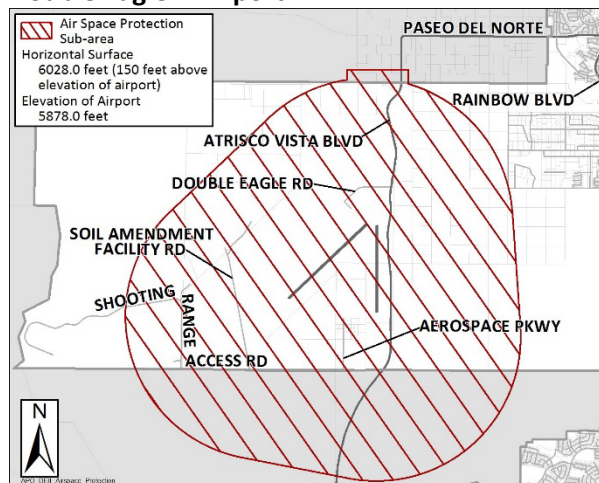 Air Space Protection
Sub-area
Horizontal Surface
6028.0 feet (150 feet above
elevation of airport)
Elevation of Airport
5878.0 feet
PASEO DEL NORTE
RAINBOW BLVD
ATRISCO VISTA BLVD
DOUBLE EAGLE RD
SOIL AMENDMENT
FACILITY RD
SHOOTING
RANGE
ACCESS RD
AEROSPACE PKWY
N